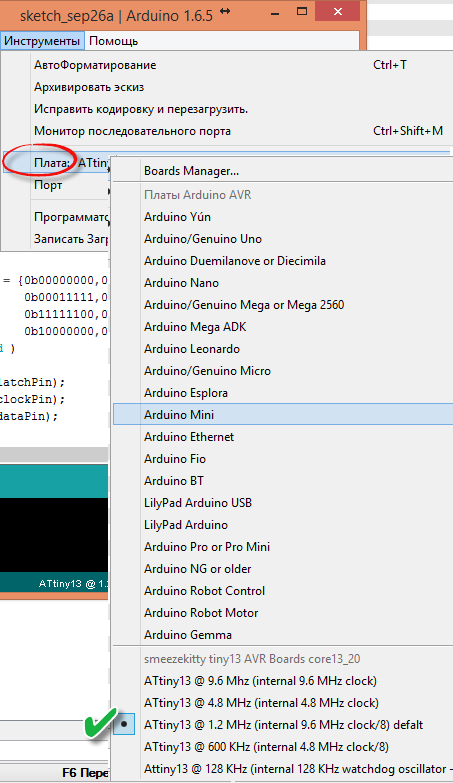 sketch_sep26a | Arduino 1.6.5
Инструменты Помощь
АвтоФорматирование Ctrl+T
Архивировать эскиз
Исправить кодировку и перезагрузить.
Монитор последовательного порта Ctrl+Shift+M
Плата: ATtiny
Порт
Программато
Записать Загр
Boards Manager...
Платы Arduino AVR
Arduino Yún
Arduino/Genuino Uno
Arduino Duemilanove or Diecimila
Arduino Nano
Arduino/Genuino Mega or Mega 2560
Arduino Mega ADK
Arduino Leonardo
Arduino/Genuino Micro
Arduino Esplora
Arduino Mini
Arduino Ethernet
Arduino Fio
Arduino BT
LilyPad Arduino USB
LilyPad Arduino
Arduino Pro or Pro Mini
Arduino NG or older
Arduino Robot Control
Arduino Robot Motor
Arduino Gemma
smeezekitty tiny13 AVR Boards core13_20
ATtiny13 @ 9.6 Mhz (internal 9.6 MHz clock)
ATtiny13 @ 4.8 MHz (internal 4.8 MHz clock)
ATtiny13 @ 1.2 MHz (internal 9.6 MHz clock/8) defalt
ATtiny13 @ 600 KHz (internal 4.8 MHz clock/8)
Attiny13 @ 128 KHz (internal 128 KHz watchdog oscillator -
= {0b00000000,0
0b00011111,0
0b11111100,0
0b10000000,0
d )
latchPin);
clockPin);
dataPin);
ATtiny13 @ 1.2
F6 Пере